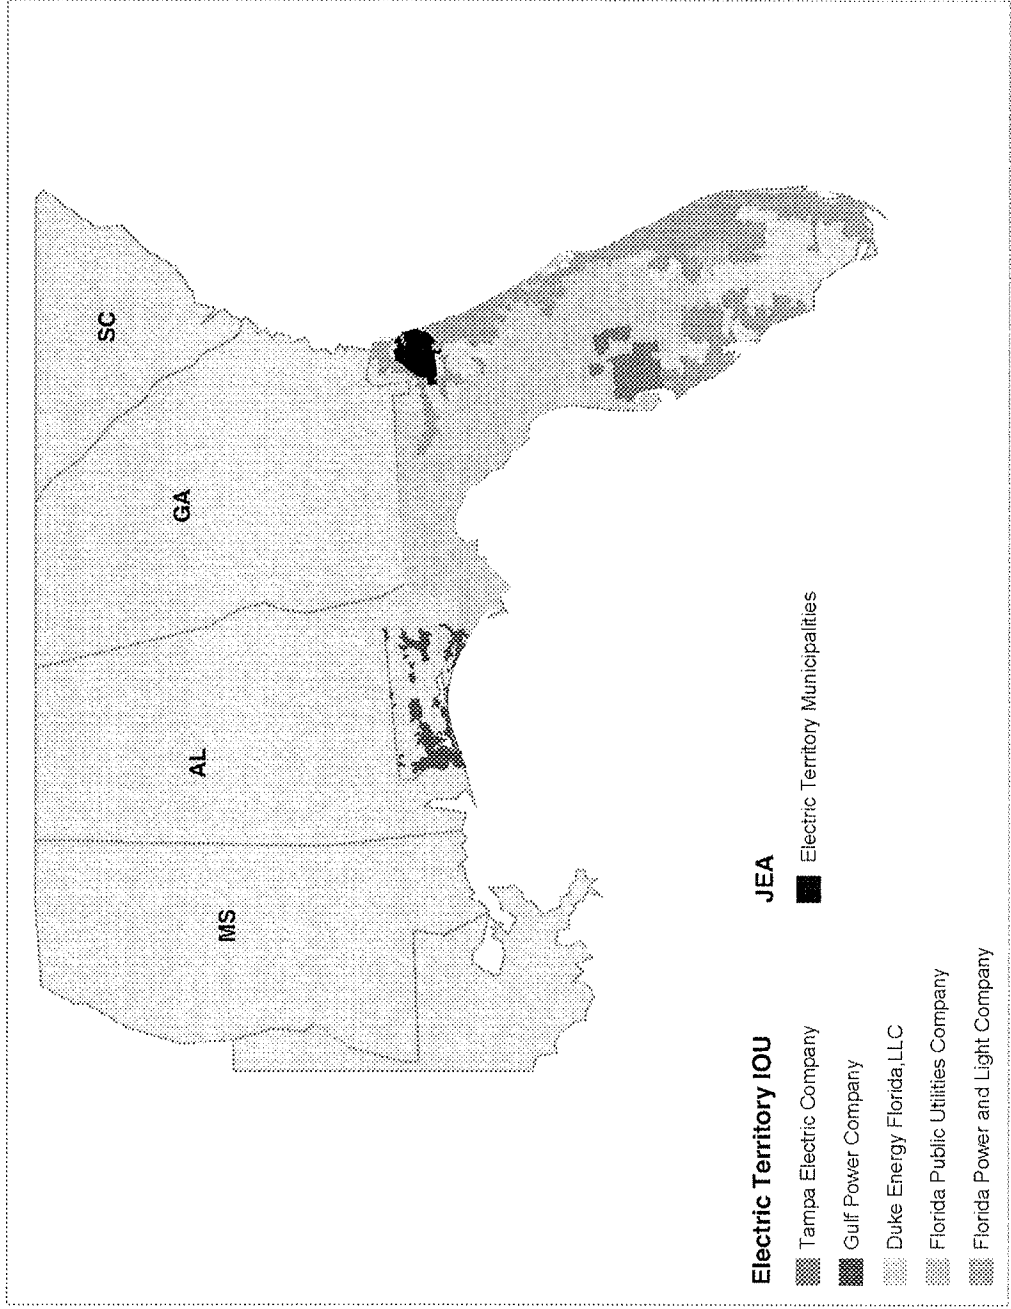 SC
GA
AL
MS
Electric Territory IOU
Tampa Electric Company
Gulf Power Company
Duke Energy Florida,LLC
Florida Public Utilities Company
Florida Power and Light Company
JEA
Electric Territory Municipalities